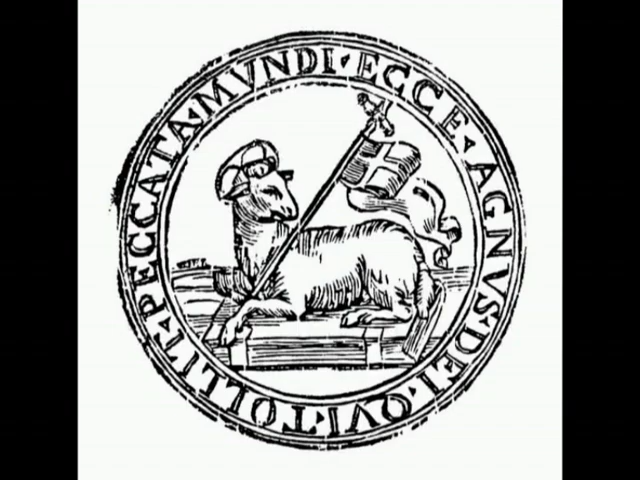 ECCE · AGNVS · DEI · QVI · TOLLIT · PECCATA · MVNDI ·